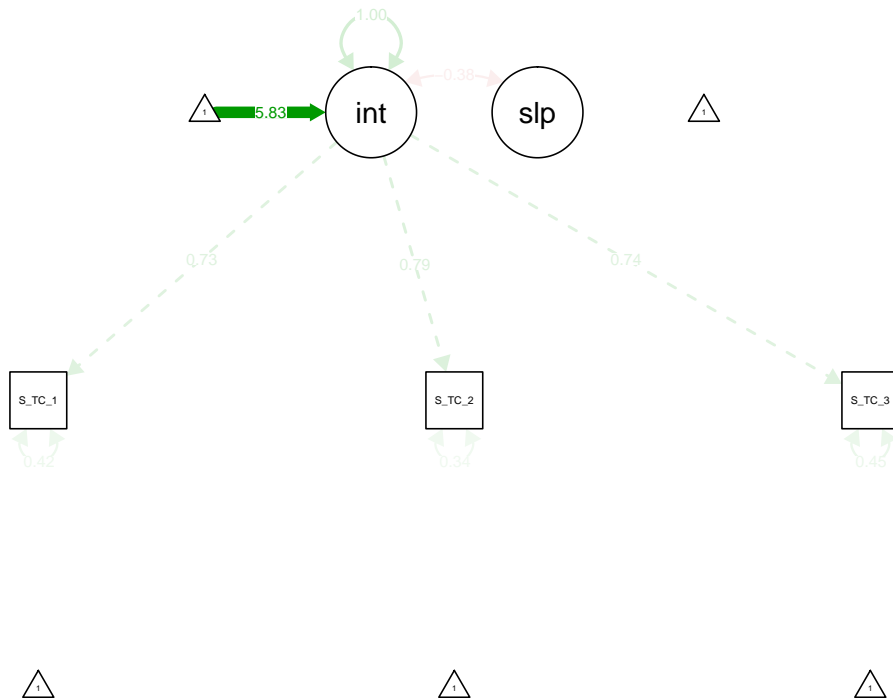 1.00
-0.38
1
5.83
int
slp
1
0.73
0.79
0.74
S_TC_1
S_TC_2
S_TC_3
0.42
0.34
0.45
1
1
1